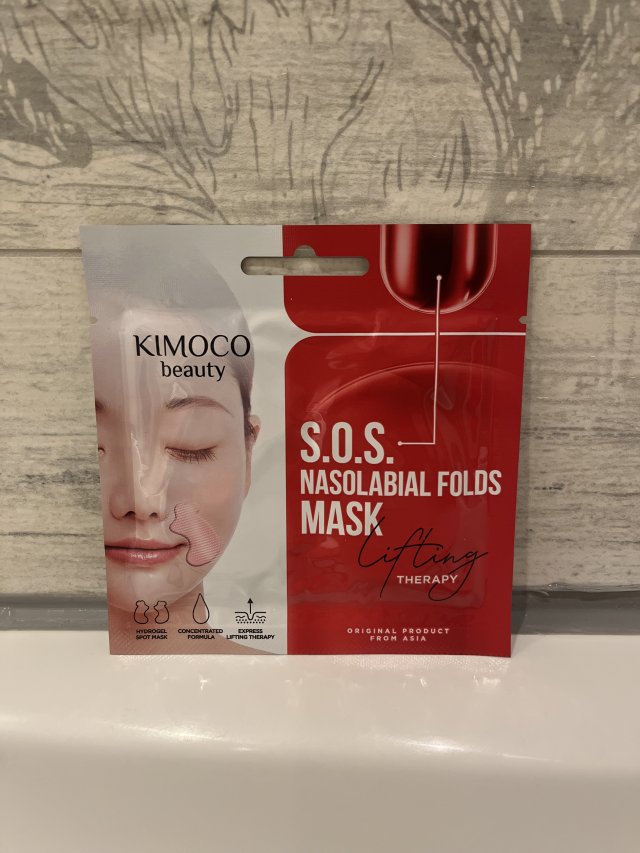 KIMOCO
beauty
S.O.S.
NASOLABIAL FOLDS
MASK
lifting
THERAPY
HYDROGEL
SPOT MASK
CONCENTRATED
FORMULA
EXPRESS
LIFTING THERAPY
ORIGINAL PRODUCT
FROM ASIA